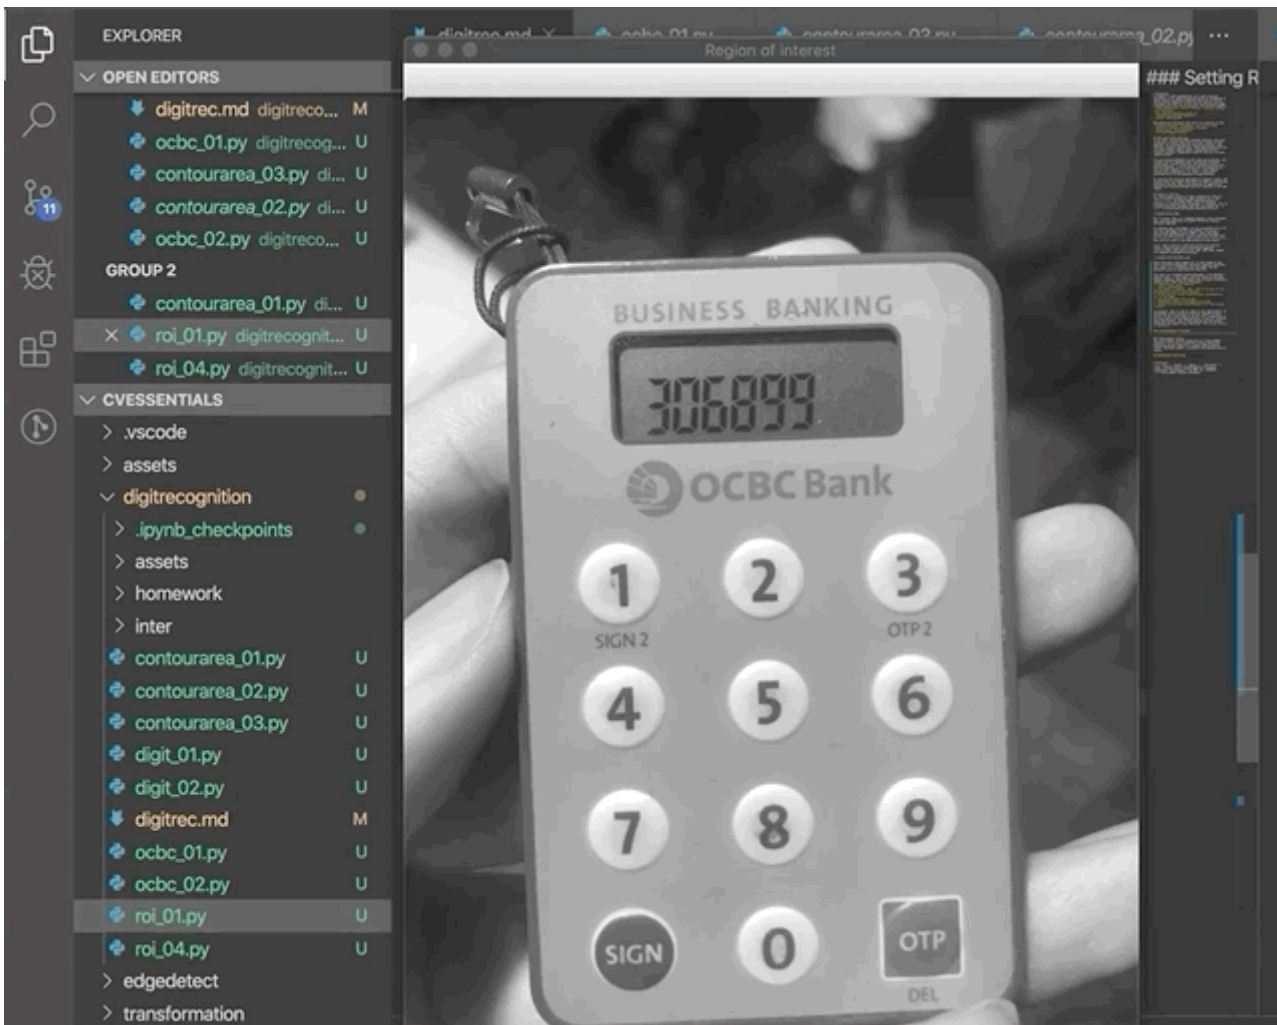 EXPLORER
OPEN EDITORS
digitrec.md digitreco... M
ocbc_01.py digitrecog... U
contourarea_03.py di... U
contourarea_02.py di... U
ocbc_02.py digitreco... U
GROUP 2
contourarea_01.py di... U
roi_01.py digitrecognit... U
roi_04.py digitrecognit... U
CVESSENTIALS
.vscode
assets
digitrecognition
.ipynb_checkpoints
assets
homework
inter
contourarea_01.py U
contourarea_02.py U
contourarea_03.py U
digit_01.py U
digit_02.py U
digitrec.md M
ocbc_01.py U
ocbc_02.py U
roi_01.py U
roi_04.py U
edgedetect
transformation
11
digitrec.md
contourarea_02.py
...
Region of interest
### Setting R
BUSINESS BANKING
306899
OCBC Bank
1 2 3
SIGN 2 OTP 2
4 5 6
7 8 9
SIGN 0 OTP
DEL